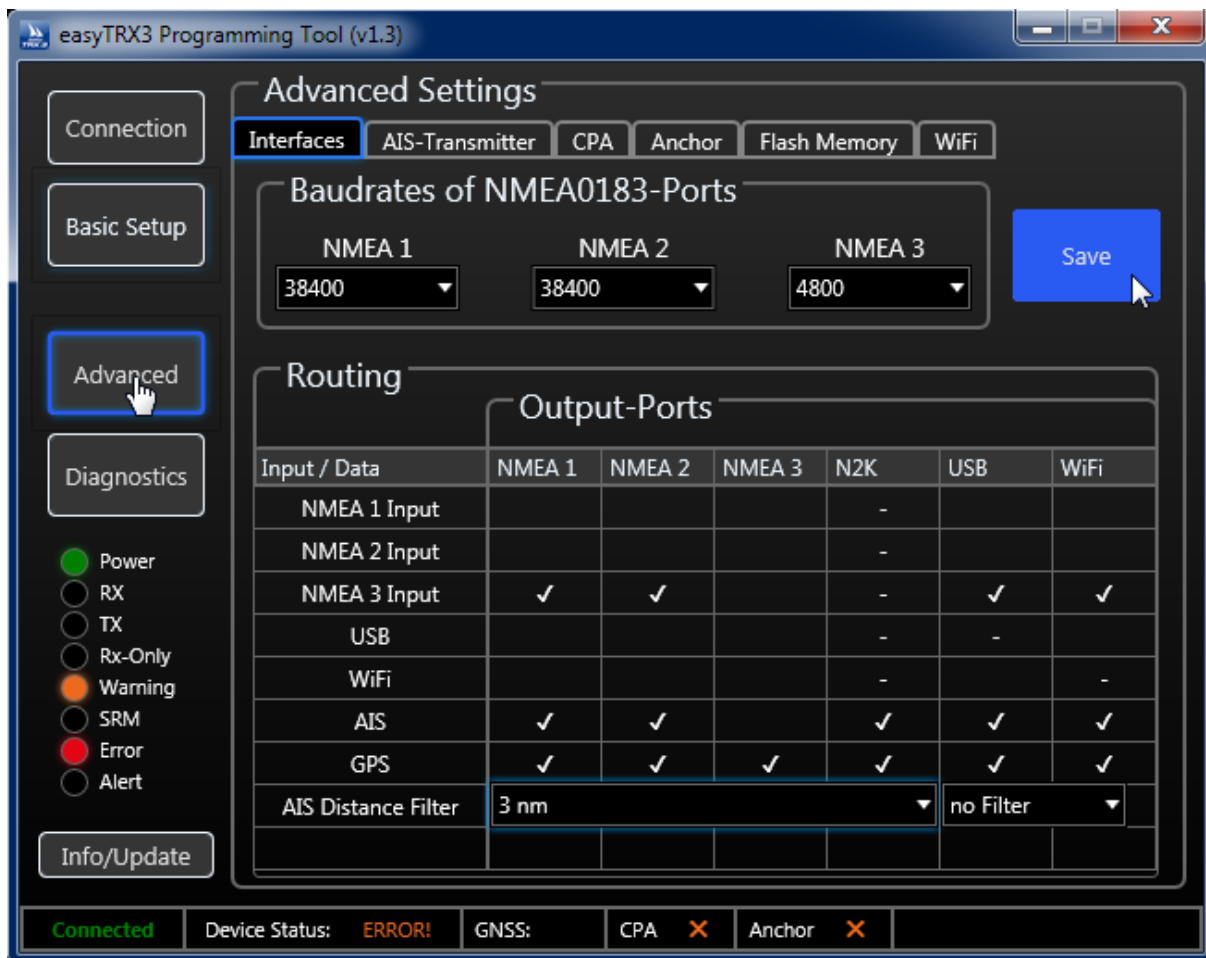 easyTRX3 Programming Tool (v1.3)
Connection
Basic Setup
Advanced
Diagnostics
Power
RX
TX
Rx-Only
Warning
SRM
Error
Alert
Info/Update
Advanced Settings
Interfaces AIS-Transmitter CPA Anchor Flash Memory WiFi
Baudrates of NMEA0183-Ports
NMEA 1 NMEA 2 NMEA 3
38400 38400 4800
Save
Routing
Output-Ports
Input / Data NMEA 1 NMEA 2 NMEA 3 N2K USB WiFi
NMEA 1 Input -
NMEA 2 Input -
NMEA 3 Input ✓ ✓ - ✓ ✓
USB - -
WiFi - -
AIS ✓ ✓ ✓ ✓ ✓
GPS ✓ ✓ ✓ ✓ ✓ ✓
AIS Distance Filter 3 nm no Filter
Connected Device Status: ERROR! GNSS: CPA ✕ Anchor ✕